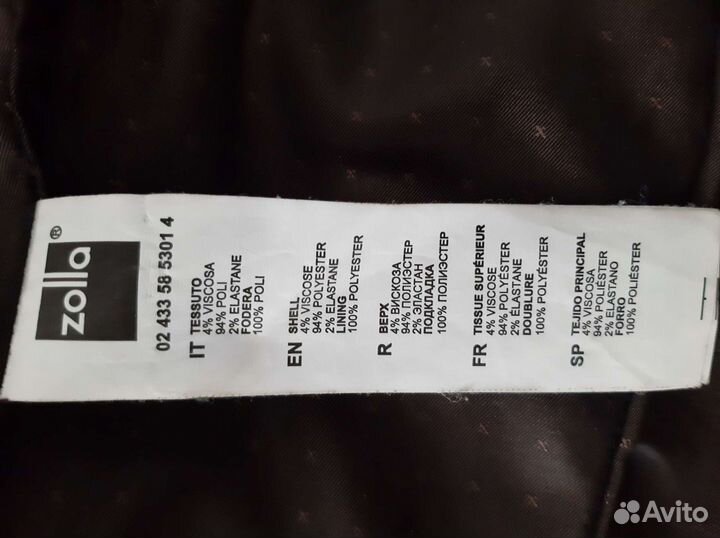 zolla®
02 433 58 5301 4
IT TESSUTO
4% VISCOSA
94% POLI
2% ELASTANE
FODERA
100% POLI
EN SHELL
4% VISCOSE
94% POLYESTER
2% ELASTANE
LINING
100% POLYESTER
R ВЕРХ
4% ВИСКОЗА
94% ПОЛИЭСТЕР
2% ЭЛАСТАН
ПОДКЛАДКА
100% ПОЛИЭСТЕР
FR TISSUE SUPÉRIEUR
4% VISCOSE
94% POLYÉSTER
2% ÉLASTANE
DOUBLURE
100% POLYÉSTER
SP TEJIDO PRINCIPAL
4% VISCOSA
94% POLIÉSTER
2% ELASTANO
FORRO
100% POLIÉSTER
Avito